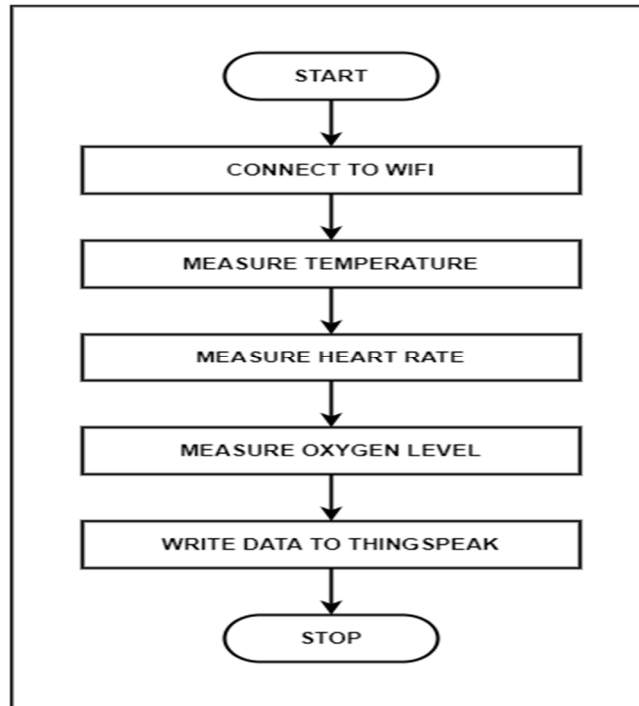 START
CONNECT TO WIFI
MEASURE TEMPERATURE
MEASURE HEART RATE
MEASURE OXYGEN LEVEL
WRITE DATA TO THINGSPEAK
STOP